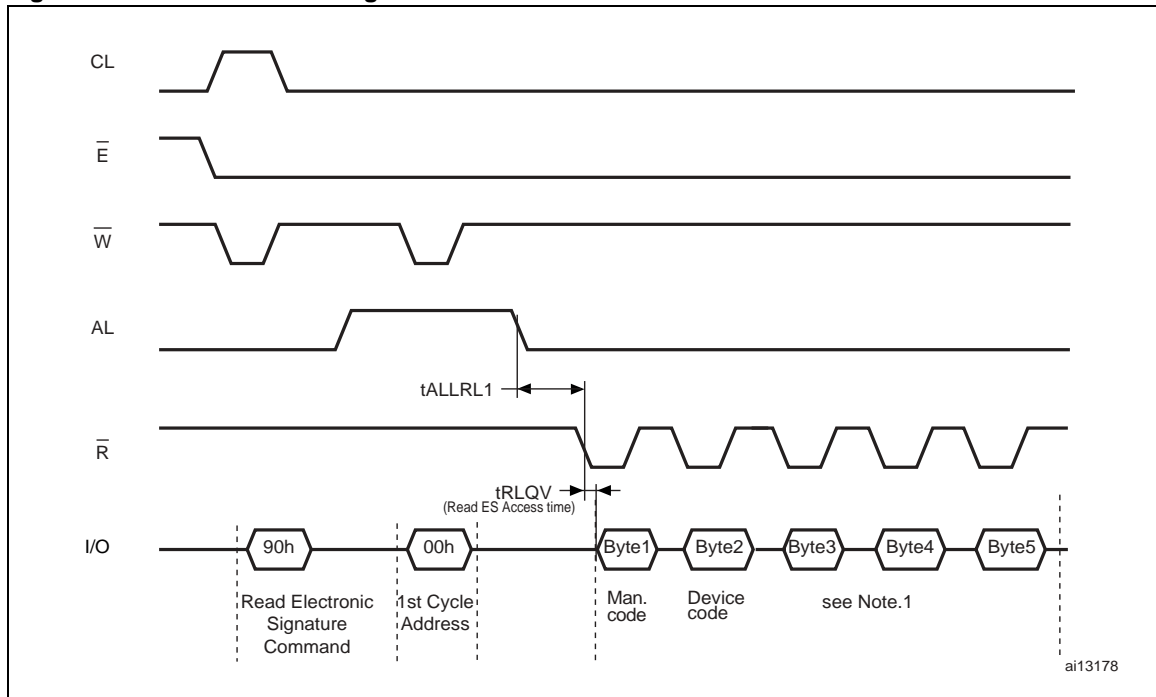 CL
E
W
AL
tALLRL1
R
tRLQV
(Read ES Access time)
I/O
90h
00h
Byte1
Byte2
Byte3
Byte4
Byte5
Read Electronic
Signature
Command
1st Cycle
Address
Man.
code
Device
code
see Note.1
ai13178